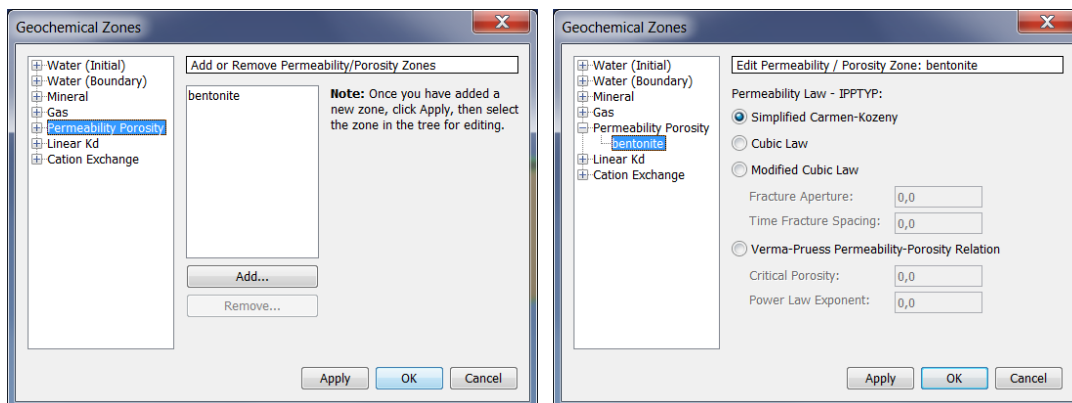 Geochemical Zones
Water (Initial)
Water (Boundary)
Mineral
Gas
Permeability Porosity
Linear Kd
Cation Exchange
Add or Remove Permeability/Porosity Zones
bentonite
Note: Once you have added a
new zone, click Apply, then select
the zone in the tree for editing.
Add...
Remove...
Apply
OK
Cancel
Geochemical Zones
Water (Initial)
Water (Boundary)
Mineral
Gas
Permeability Porosity
bentonite
Linear Kd
Cation Exchange
Edit Permeability / Porosity Zone: bentonite
Permeability Law - IPPTYP:
Simplified Carmen-Kozeny
Cubic Law
Modified Cubic Law
Fracture Aperture: 0,0
Time Fracture Spacing: 0,0
Verma-Pruess Permeability-Porosity Relation
Critical Porosity: 0,0
Power Law Exponent: 0,0
Apply
OK
Cancel